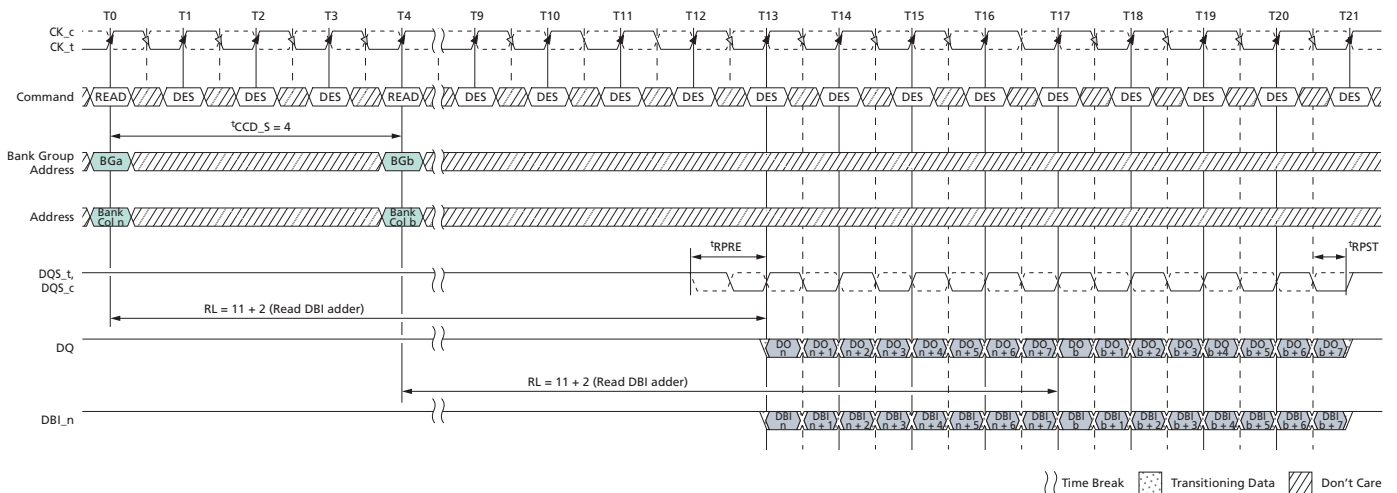 T0 T1 T2 T3 T4 T9 T10 T11 T12 T13 T14 T15 T16 T17 T18 T19 T20 T21
CK_c
CK_t
Command READ DES DES DES READ DES DES DES DES DES DES DES DES DES DES DES DES DES
tCCD_S = 4
Bank Group
Address
BGa BGb
Address
Bank
Col n
Bank
Col b
tRPRE tRPST
DQS_t,
DQS_c
RL = 11 + 2 (Read DBI adder)
DQ
DO DO DO DO DO DO DO DO DO DO DO DO DO DO DO DO
n n + 1 n + 2 n + 3 n + 4 n + 5 n + 6 n + 7 b b + 1 b + 2 b + 3 b + 4 b + 5 b + 6 b + 7
RL = 11 + 2 (Read DBI adder)
DBI_n
DBI DBI DBI DBI DBI DBI DBI DBI DBI DBI DBI DBI DBI DBI DBI DBI
n n + 1 n + 2 n + 3 n + 4 n + 5 n + 6 n + 7 b b + 1 b + 2 b + 3 b + 4 b + 5 b + 6 b + 7
Time Break Transitioning Data Don't Care